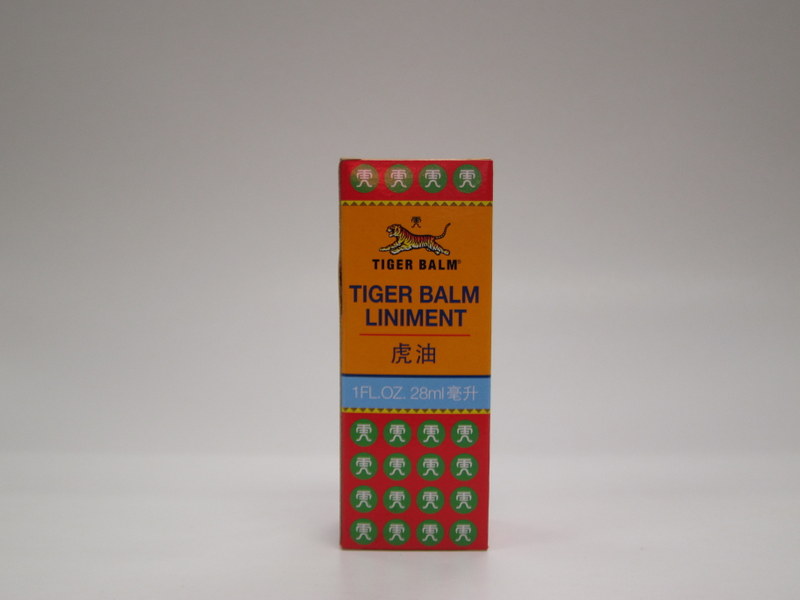 TIGER BALM®
TIGER BALM
LINIMENT
虎油
1FL.OZ. 28ml毫升